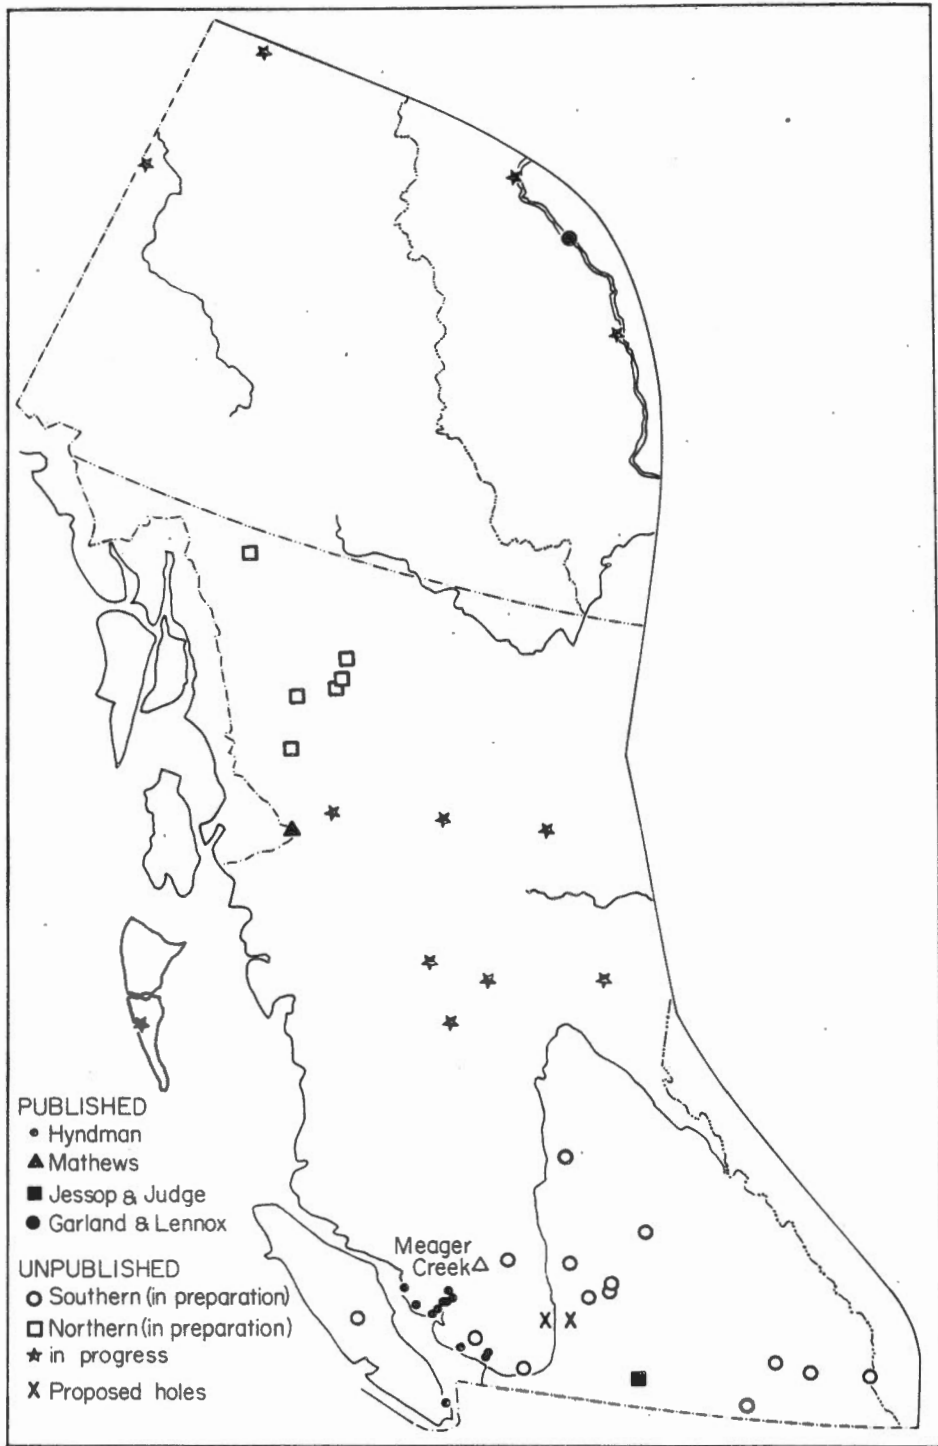 PUBLISHED
Hyndman
Mathews
Jessop & Judge
Garland & Lennox
UNPUBLISHED
Southern (in preparation)
Northern (in preparation)
in progress
X Proposed holes
Meager
Creek
X X